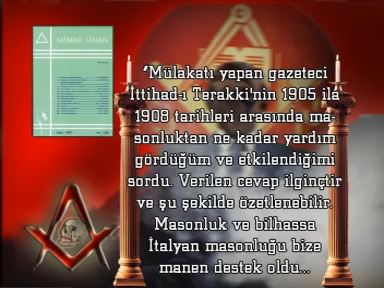 MİMAR SİNAN
"Mülakatı yapan gazeteci
İttihad-ı Terakki'nin 1905 ila
1908 tarihleri arasında ma-
sonluktan ne kadar yardım
gördüğüm ve etkilendiğimi
sordu. Verilen cevap ilginçtir
ve şu şekilde özetlenebilir.
Masonluk ve bilhassa
İtalyan masonluğu bize
manen destek oldu...